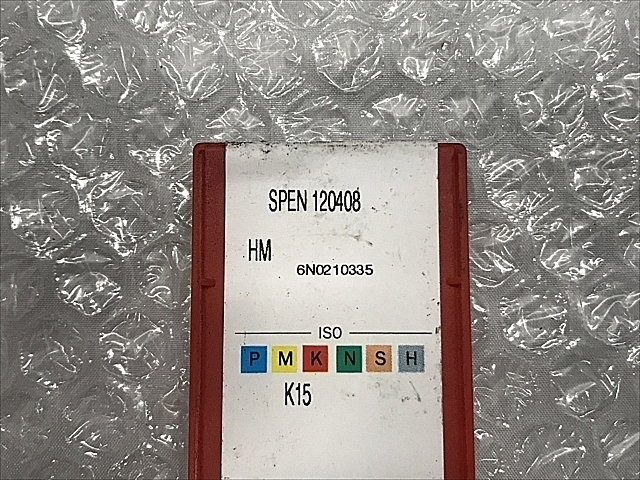 SPEN 120408
HM
6N0210335
ISO
P M K N S H
K15